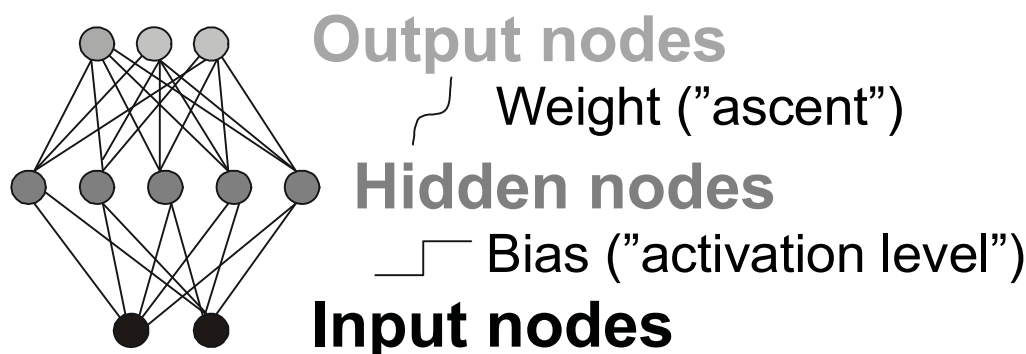 Output nodes
Weight (”ascent”)
Hidden nodes
Bias (”activation level”)
Input nodes